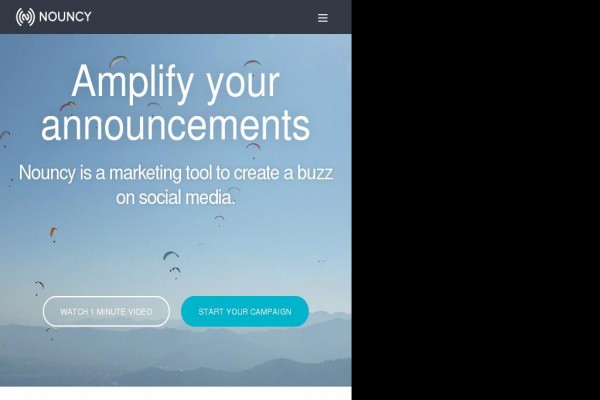 NOUNCY
Amplify your
announcements
Nouncy is a marketing tool to create a buzz
on social media.
WATCH 1 MINUTE VIDEO
START YOUR CAMPAIGN